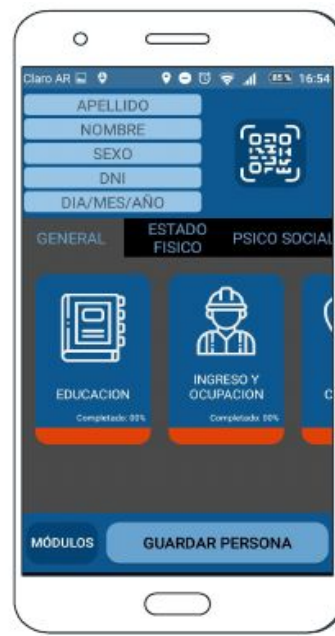 Claro AR 85% 16:54
APELLIDO
NOMBRE
SEXO
DNI
DIA/MES/AÑO
GENERAL ESTADO FISICO PSICO SOCIAL
EDUCACION
Completado: 00%
INGRESO Y
OCUPACION
Completado: 00%
C
MÓDULOS GUARDAR PERSONA